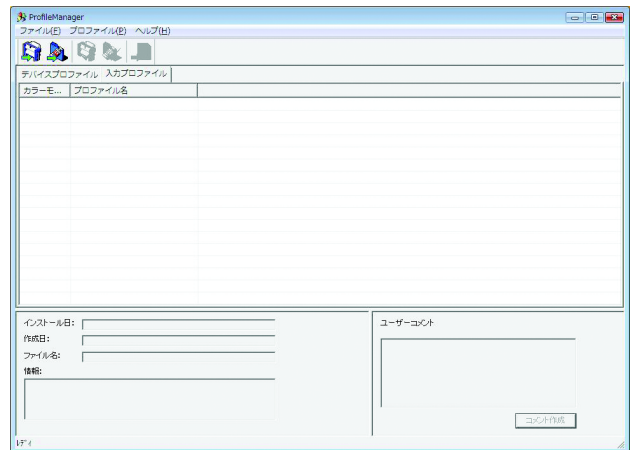 ProfileManager
ファイル(F) プロファイル(P) ヘルプ(H)
デバイスプロファイル 入力プロファイル
カラーモ... プロファイル名
インストール日:
作成日:
ファイル名:
情報:
ユーザーコメント
コメント作成
レディ